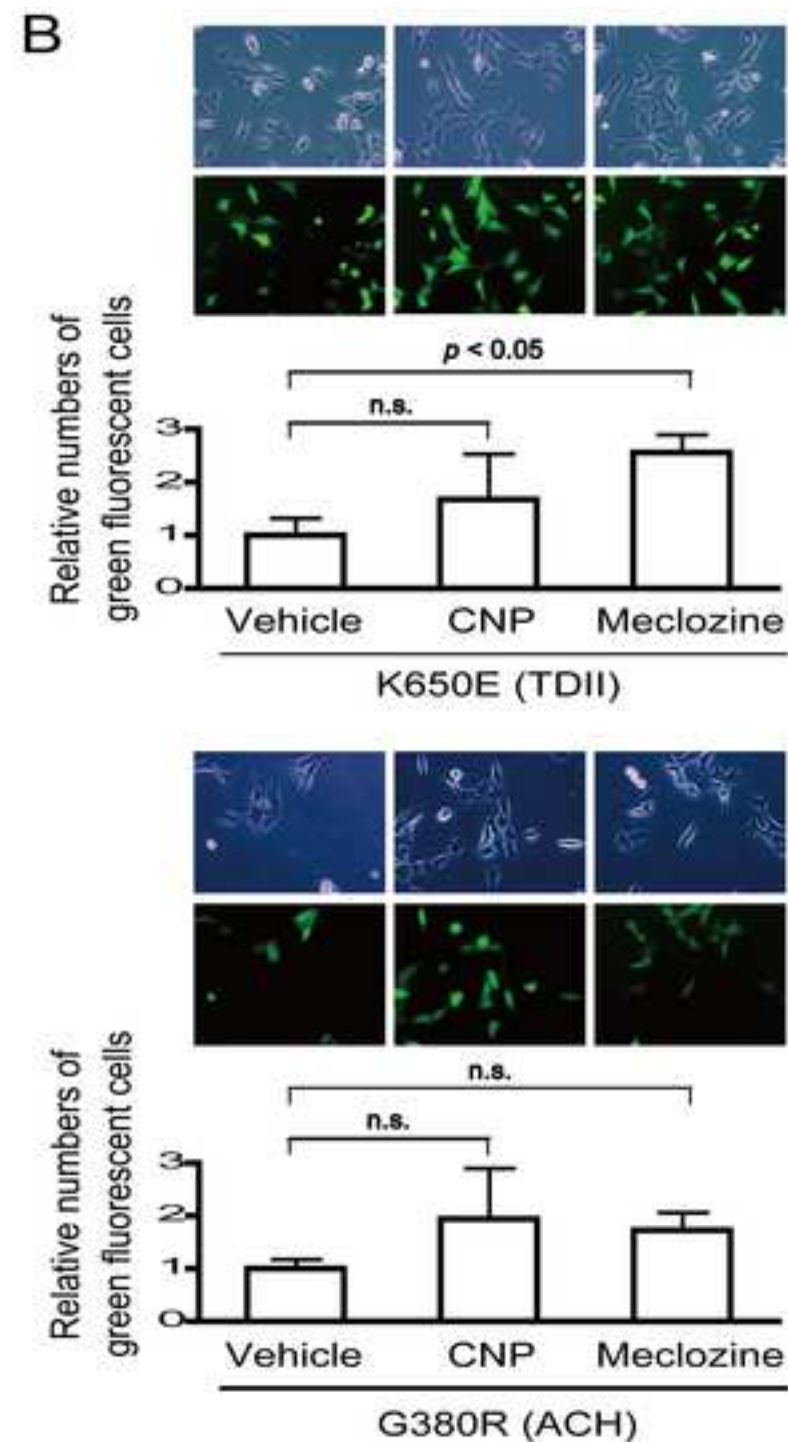 B
Relative numbers of
green fluorescent cells
p < 0.05
n.s.
3
2
1
0
Vehicle CNP Meclozine
K650E (TDII)
Relative numbers of
green fluorescent cells
n.s.
n.s.
3
2
1
0
Vehicle CNP Meclozine
G380R (ACH)